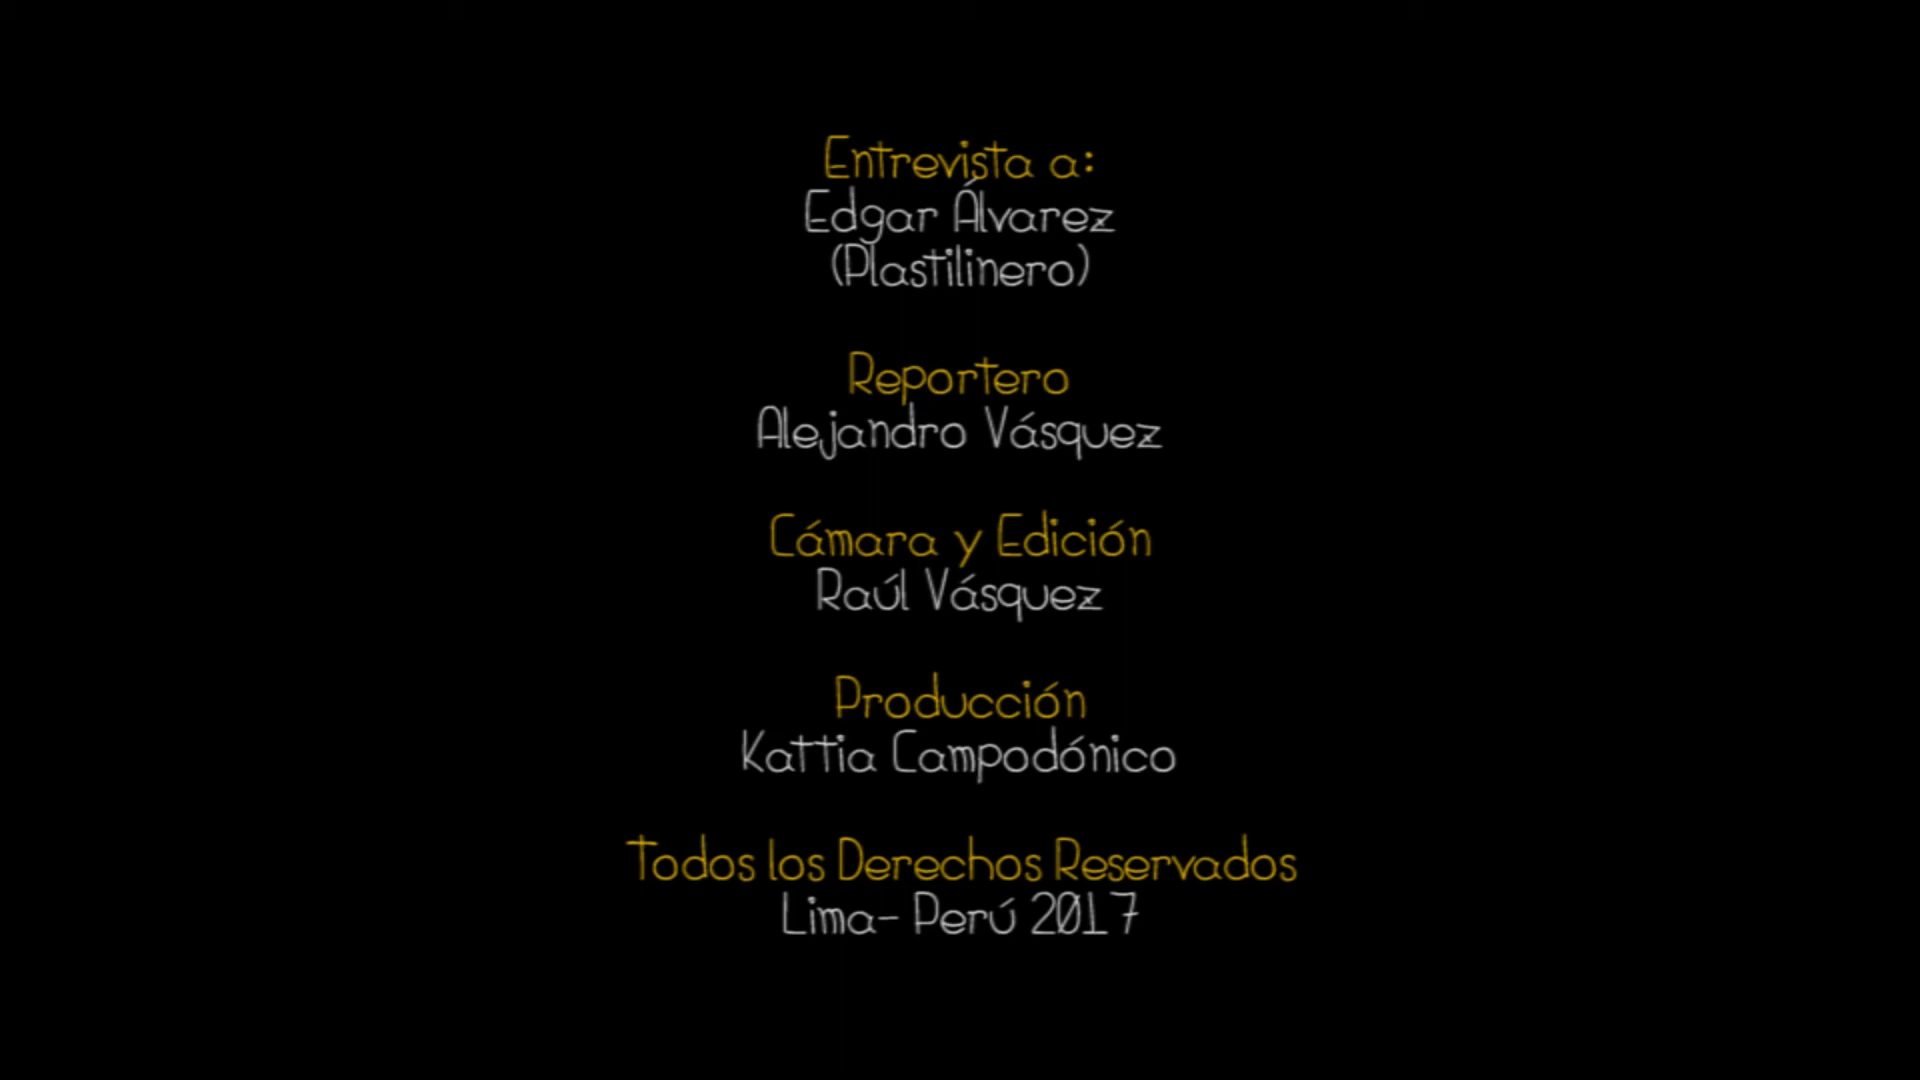 Entrevista a:
Edgar Álvarez
(Plastilinero)
Reportero
Alejandro Vásquez
Cámara y Edición
Raúl Vásquez
Producción
Kattia Campodónico
Todos los Derechos Reservados
Lima- Perú 2017